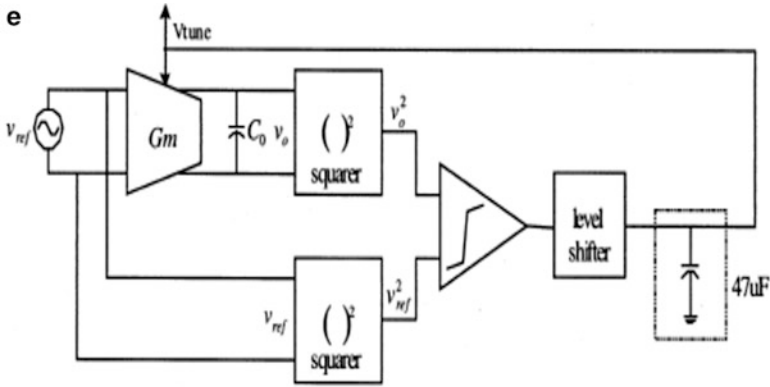 e
Vtune
v_ref
Gm
C_0 v_o
( )^2
squarer
v_o^2
level
shifter
47uF
v_ref
( )^2
squarer
v_ref^2